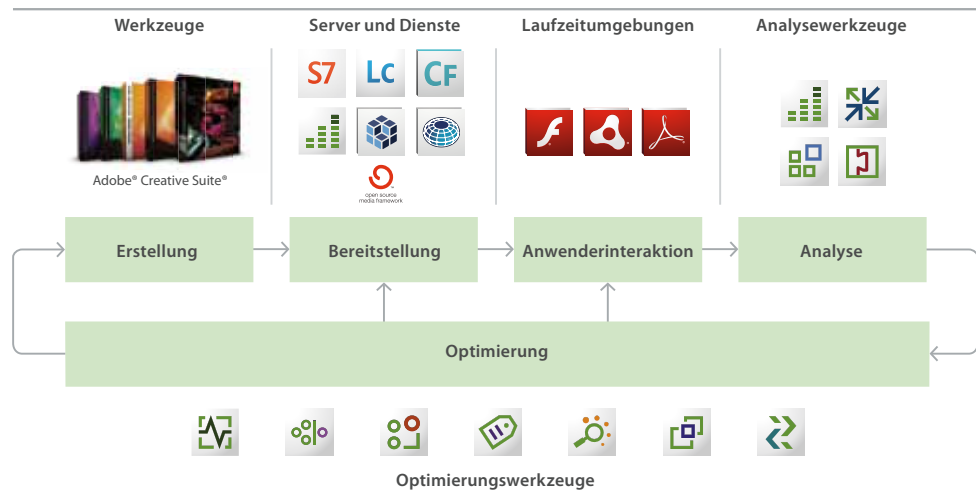 Werkzeuge
Server und Dienste
Laufzeitumgebungen
Analysewerkzeuge
S7
LC
CF
Adobe® Creative Suite®
open source
media framework
Erstellung
Bereitstellung
Anwenderinteraktion
Analyse
Optimierung
Optimierungswerkzeuge